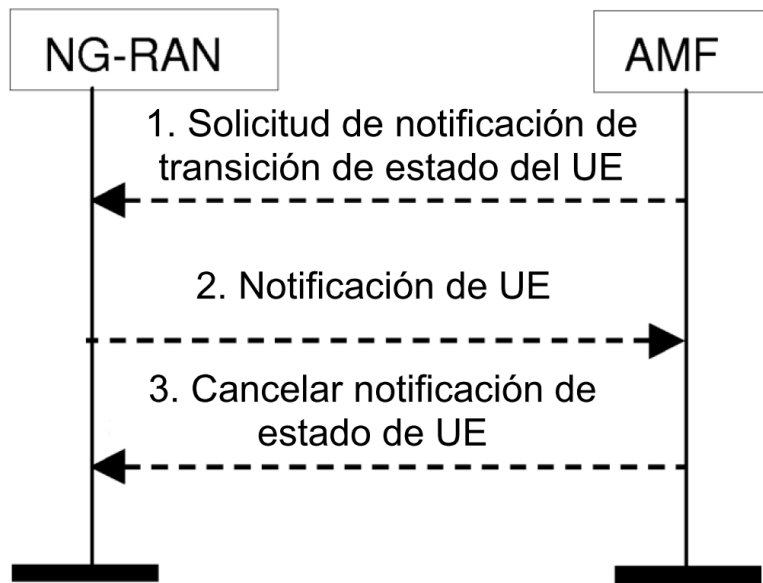 NG-RAN
AMF
1. Solicitud de notificación de
transición de estado del UE
2. Notificación de UE
3. Cancelar notificación de
estado de UE